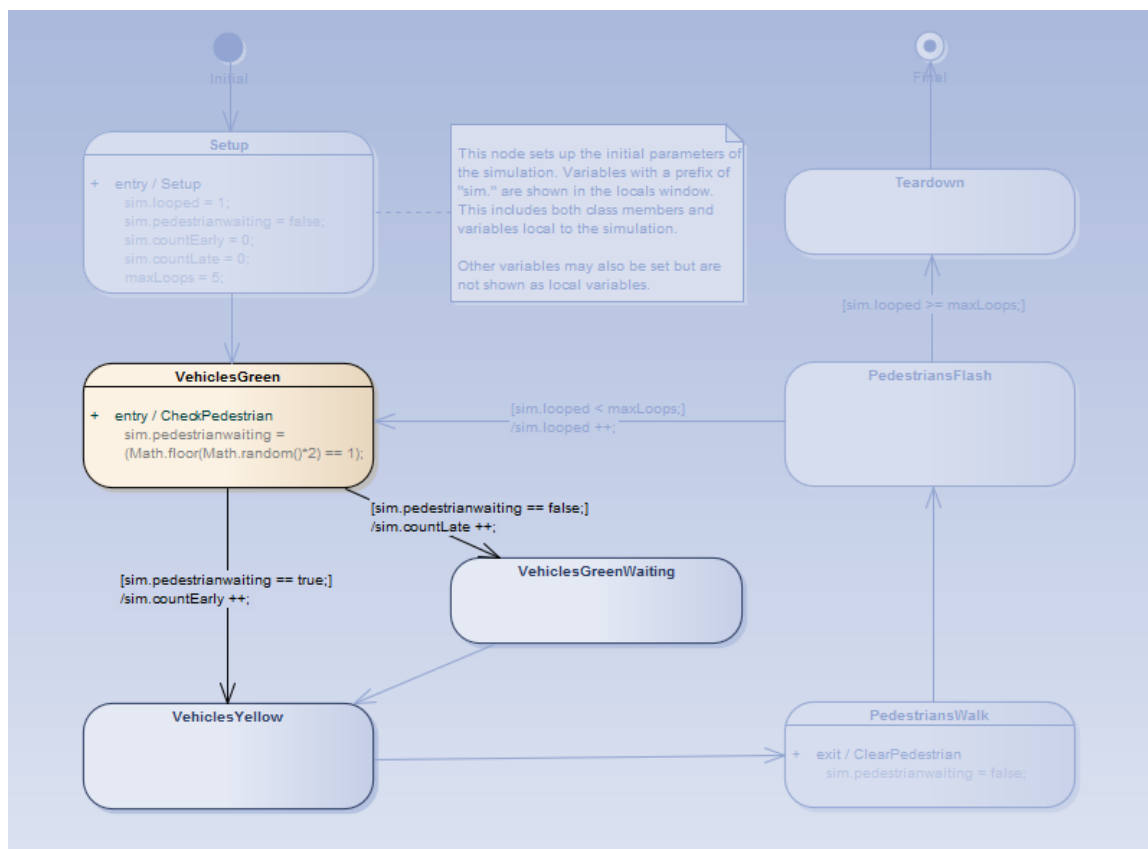 Initial
Final
Setup
+ entry / Setup
sim.looped = 1;
sim.pedestrianwaiting = false;
sim.countEarly = 0;
sim.countLate = 0;
maxLoops = 5;
This node sets up the initial parameters of
the simulation. Variables with a prefix of
"sim." are shown in the locals window.
This includes both class members and
variables local to the simulation.
Other variables may also be set but are
not shown as local variables.
Teardown
[sim.looped >= maxLoops;]
VehiclesGreen
+ entry / CheckPedestrian
sim.pedestrianwaiting =
(Math.floor(Math.random()*2) == 1);
[sim.looped < maxLoops;]
/sim.looped ++;
PedestriansFlash
[sim.pedestrianwaiting == false;]
/sim.countLate ++;
[sim.pedestrianwaiting == true;]
/sim.countEarly ++;
VehiclesGreenWaiting
VehiclesYellow
PedestriansWalk
+ exit / ClearPedestrian
sim.pedestrianwaiting = false;